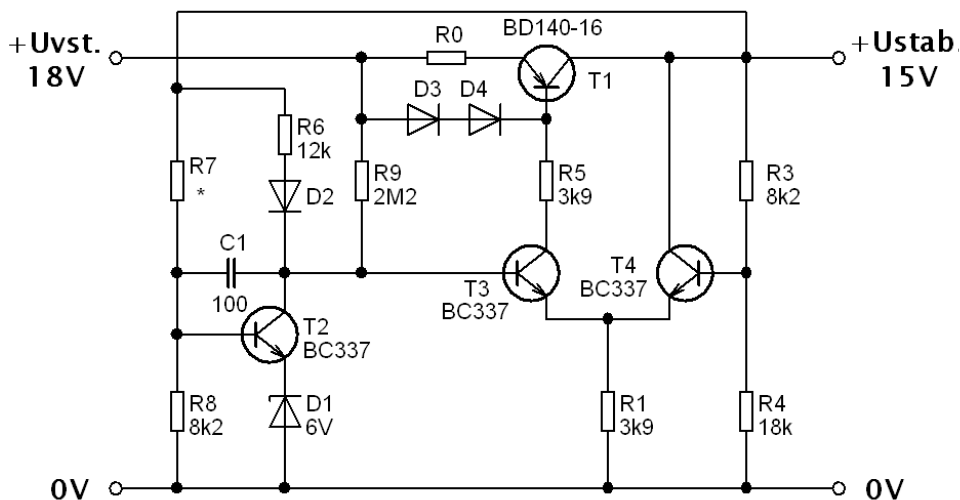 +Uvst.
18V
R0
BD140-16
T1
+Ustab.
15V
D3
D4
R6
12k
R7
*
D2
R9
2M2
R5
3k9
R3
8k2
C1
100
T3
BC337
T4
BC337
T2
BC337
R8
8k2
D1
6V
R1
3k9
R4
18k
0V
0V